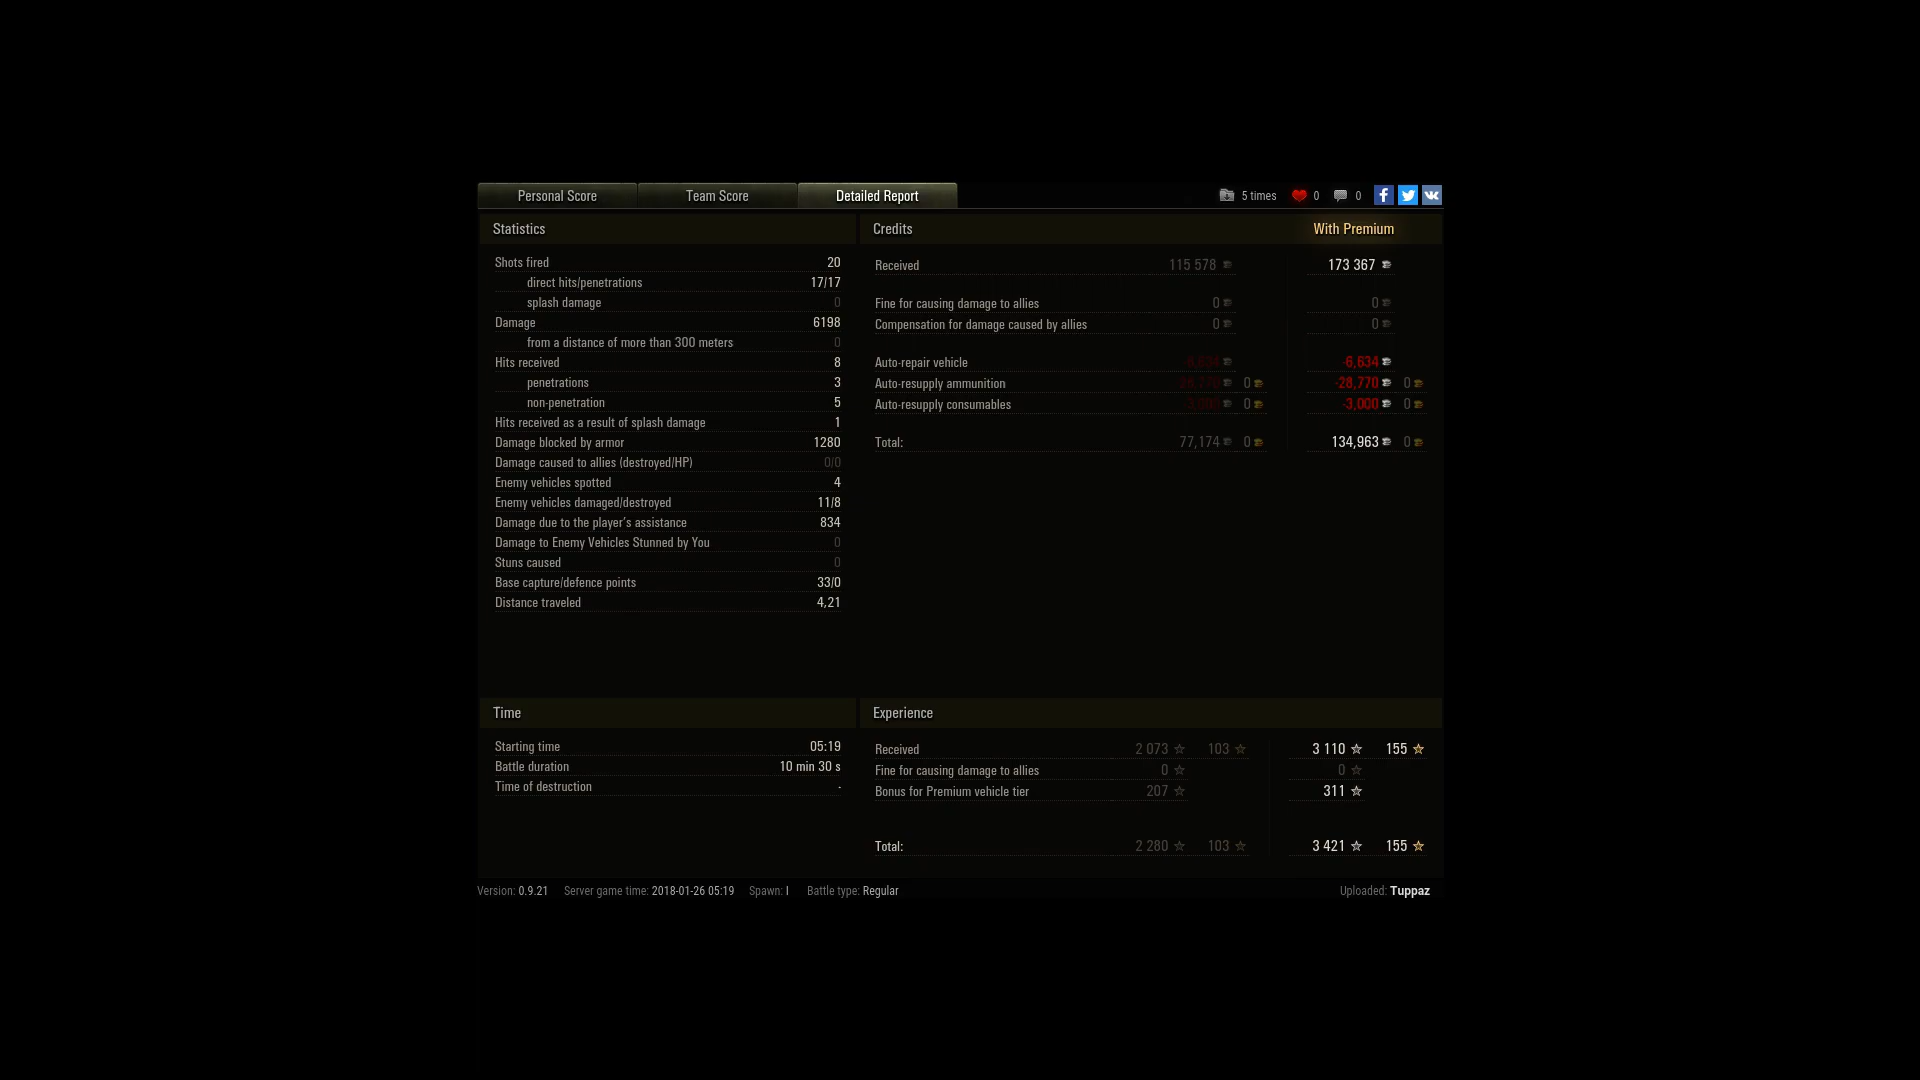 Personal Score Team Score Detailed Report 5 times 0 0
Statistics
Shots fired 20
direct hits/penetrations 17/17
splash damage 0
Damage 6198
from a distance of more than 300 meters 0
Hits received 8
penetrations 3
non-penetration 5
Hits received as a result of splash damage 1
Damage blocked by armor 1280
Damage caused to allies (destroyed/HP) 0/0
Enemy vehicles spotted 4
Enemy vehicles damaged/destroyed 11/8
Damage due to the player's assistance 834
Damage to Enemy Vehicles Stunned by You 0
Stuns caused 0
Base capture/defence points 33/0
Distance traveled 4,21
Credits With Premium
Received 115 578 173 367
Fine for causing damage to allies 0 0
Compensation for damage caused by allies 0 0
Auto-repair vehicle -6,634 -6,634
Auto-resupply ammunition -28,770 0 -28,770 0
Auto-resupply consumables -3,000 0 -3,000 0
Total: 77,174 0 134,963 0
Time
Starting time 05:19
Battle duration 10 min 30 s
Time of destruction -
Experience
Received 2 073 103 3 110 155
Fine for causing damage to allies 0 0
Bonus for Premium vehicle tier 207 311
Total: 2 280 103 3 421 155
Version: 0.9.21 Server game time: 2018-01-26 05:19 Spawn: I Battle type: Regular Uploaded: Tuppaz